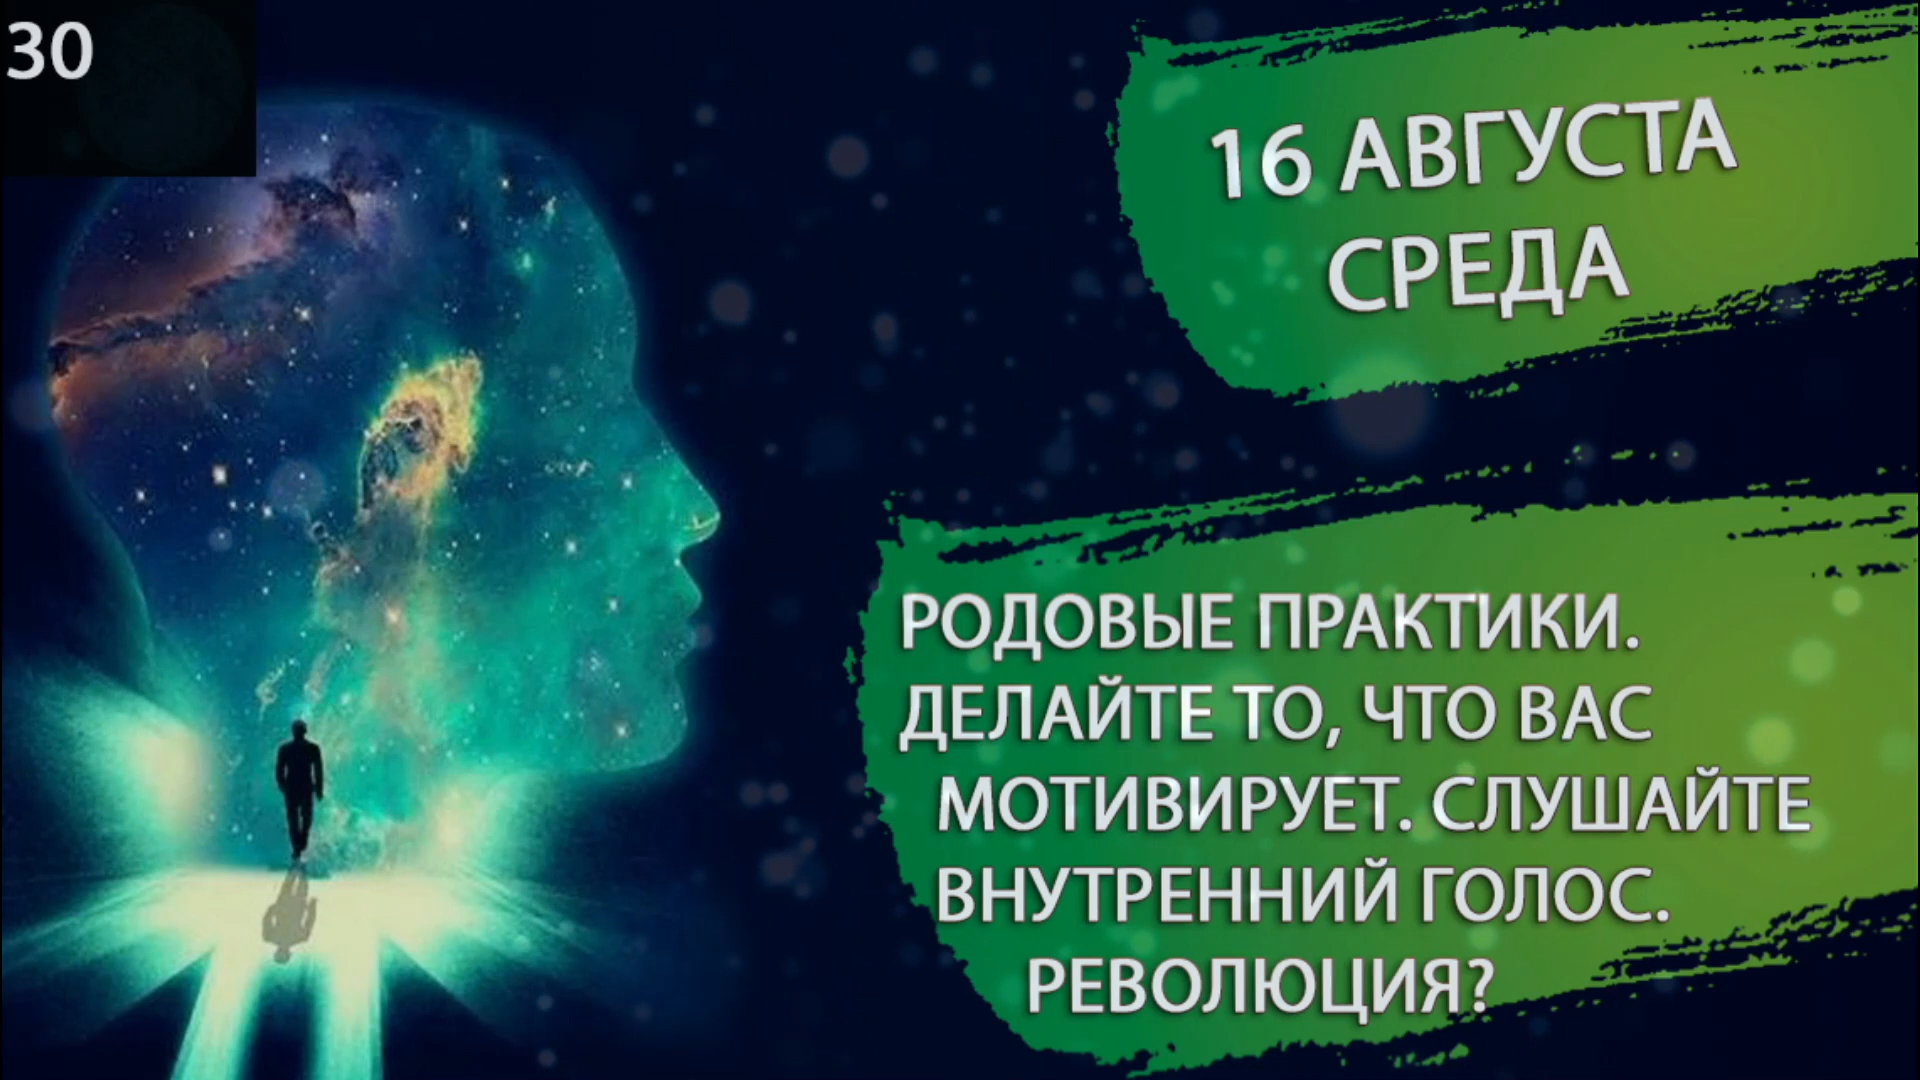 30
16 АВГУСТА
СРЕДА
РОДОВЫЕ ПРАКТИКИ.
ДЕЛАЙТЕ ТО, ЧТО ВАС
МОТИВИРУЕТ. СЛУШАЙТЕ
ВНУТРЕННИЙ ГОЛОС.
РЕВОЛЮЦИЯ?